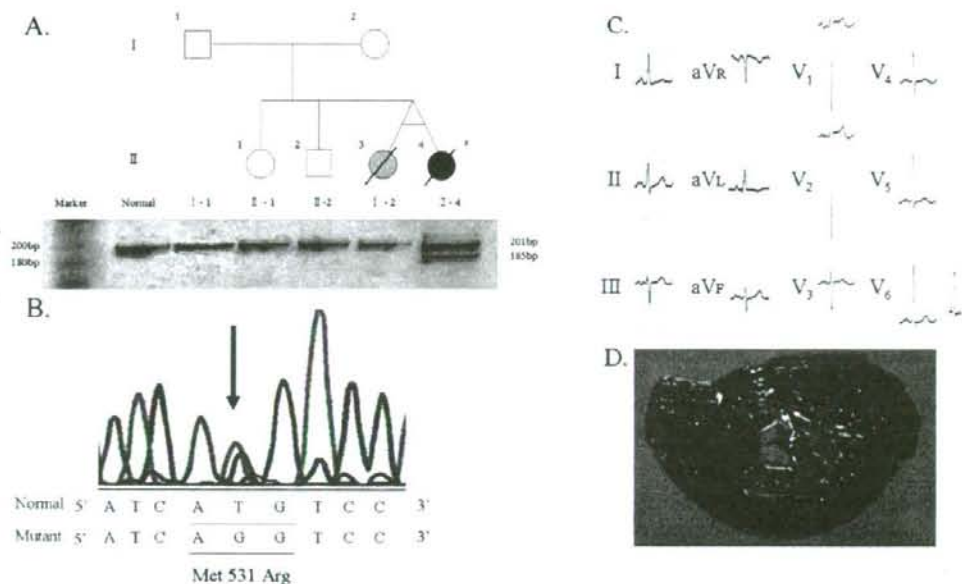 A.
I
1
2
II
1
2
3
4
Marker Normal I - 1 II - 1 II - 2 I - 2 2 - 4
200bp
180bp
201bp
185bp
B.
Normal 5' A T C A T G T C C 3'
Mutant 5' A T C A G G T C C 3'
Met 531 Arg
C.
I aVR V1 V4
II aVL V2 V5
III aVF V3 V6
D.